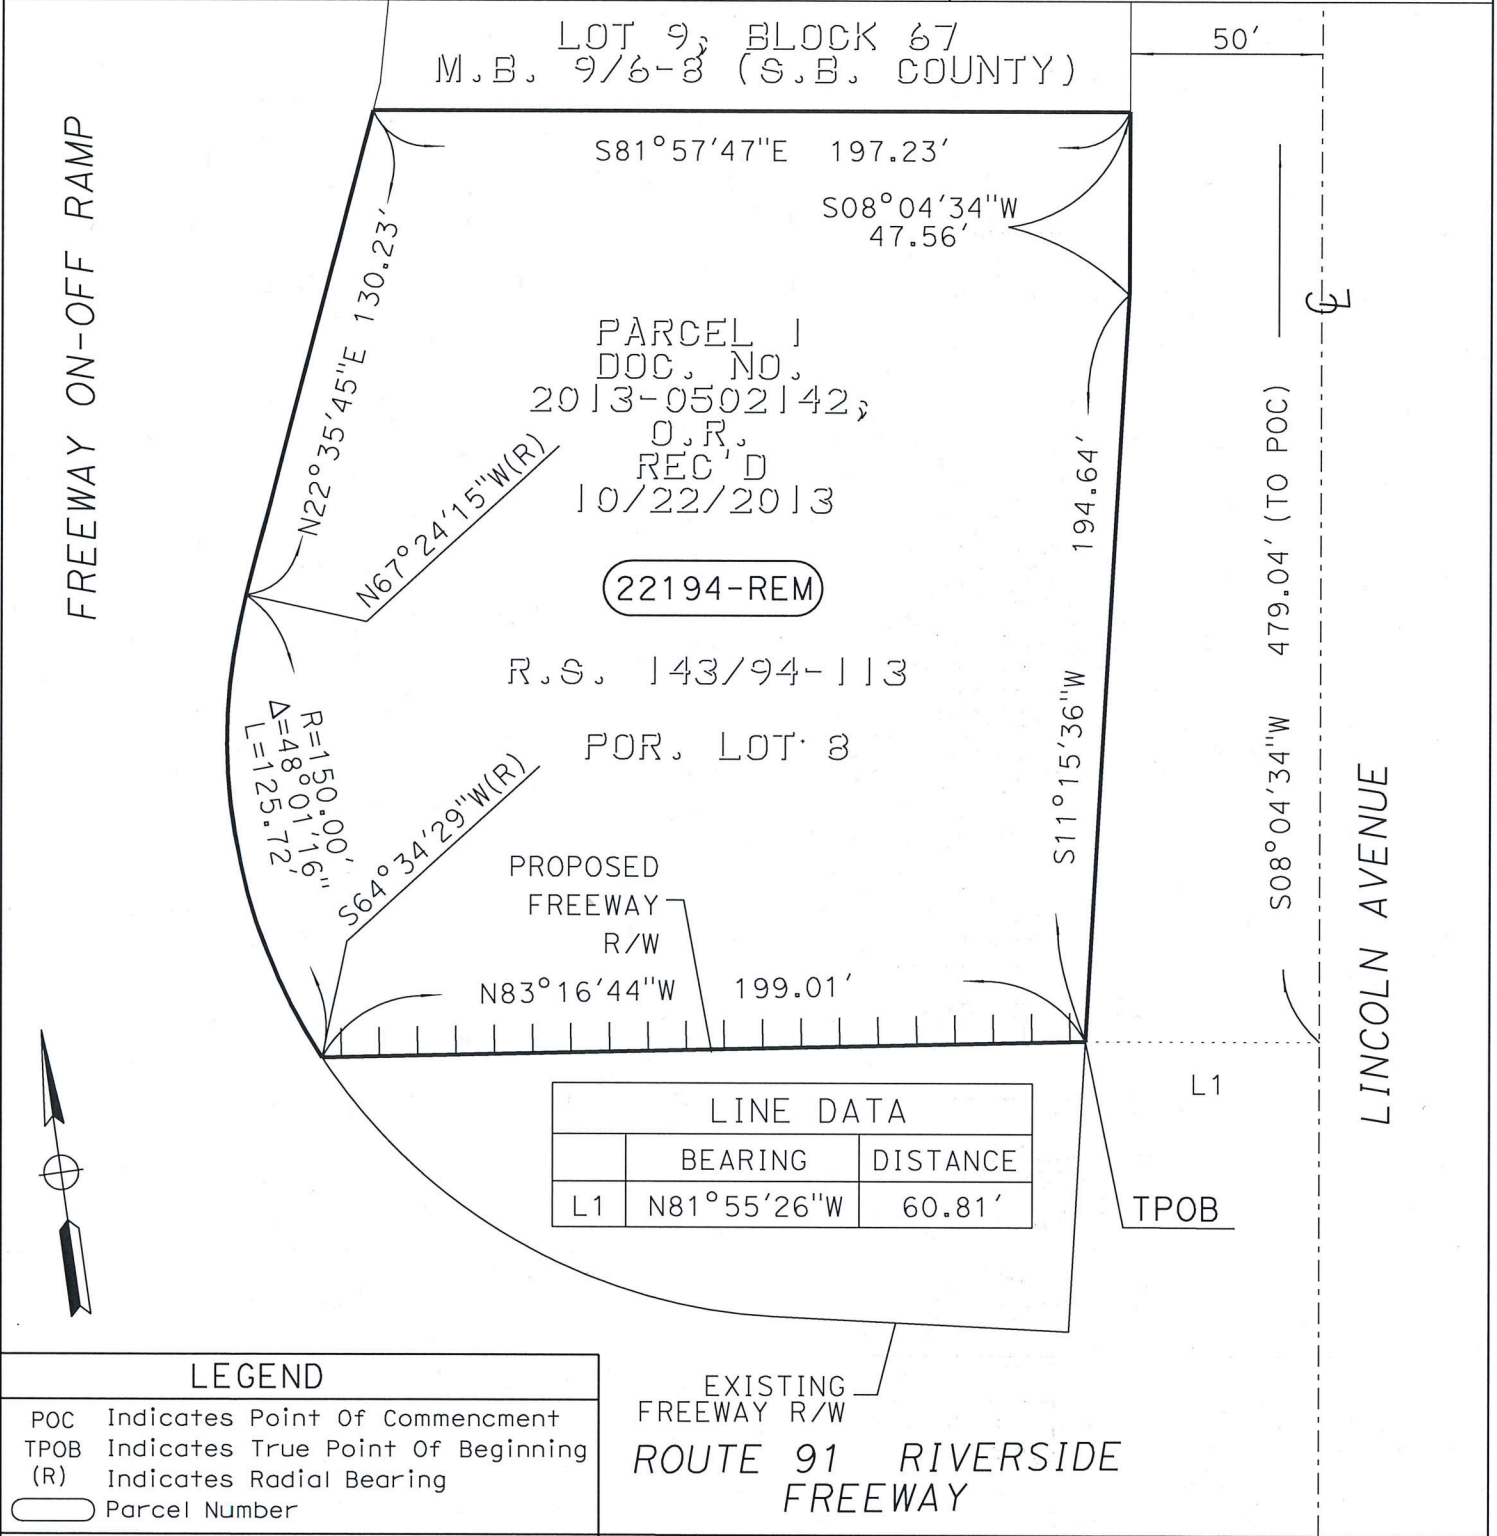 LOT 9, BLOCK 67
M.B. 9/6-8 (S.B. COUNTY)
50'
FREEWAY ON-OFF RAMP
S81°57'47"E 197.23'
S08°04'34"W
47.56'
N22°35'45"E 130.23'
PARCEL 1
DOC. NO.
2013-0502142,
O.R.
REC'D
10/22/2013
N67°24'15"W(R)
194.64'
S11°15'36"W
S08°04'34"W 479.04' (TO POC)
22194-REM
R.S. 143/94-113
POR. LOT 8
R=150.00'
Δ=48°01'16"
L=125.72'
S64°34'29"W(R)
PROPOSED
FREEWAY
R/W
N83°16'44"W 199.01'
LINCOLN AVENUE
L1
LINE DATA
BEARING DISTANCE
L1 N81°55'26"W 60.81'
TPOB
EXISTING
FREEWAY R/W
ROUTE 91 RIVERSIDE
FREEWAY
LEGEND
POC Indicates Point Of Commencment
TPOB Indicates True Point Of Beginning
(R) Indicates Radial Bearing
Parcel Number